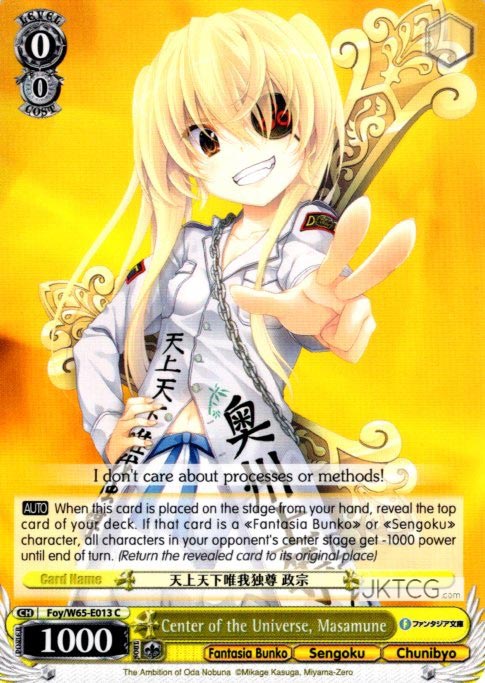 LEVEL
0
0
COST
天上天下唯
奥州
I don't care about processes or methods!
AUTO When this card is placed on the stage from your hand, reveal the top
card of your deck. If that card is a «Fantasia Bunko» or «Sengoku»
character, all characters in your opponent's center stage get -1000 power
until end of turn. (Return the revealed card to its original place)
Card Name
天上天下唯我独尊 政宗
JKTCG.com
CH Foy/W65-E013 C
POWER 1000 SOUL
Center of the Universe, Masamune
ファンタジア文庫
Fantasia Bunko Sengoku Chunibyo
The Ambition of Oda Nobuna ©Mikage Kasuga, Miyama-Zero